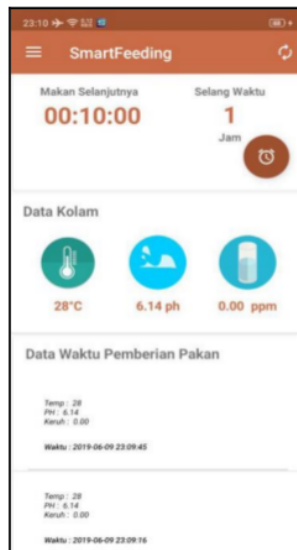 23:10
SmartFeeding
Makan Selanjutnya
Selang Waktu
00:10:00
1
Jam
Data Kolam
28°C
6.14 ph
0.00 ppm
Data Waktu Pemberian Pakan
Temp : 28
PH : 6.14
Keruh : 0.00
Waktu : 2019-06-09 23:09:45
Temp : 28
PH : 6.14
Keruh : 0.00
Waktu : 2019-06-09 23:09:16